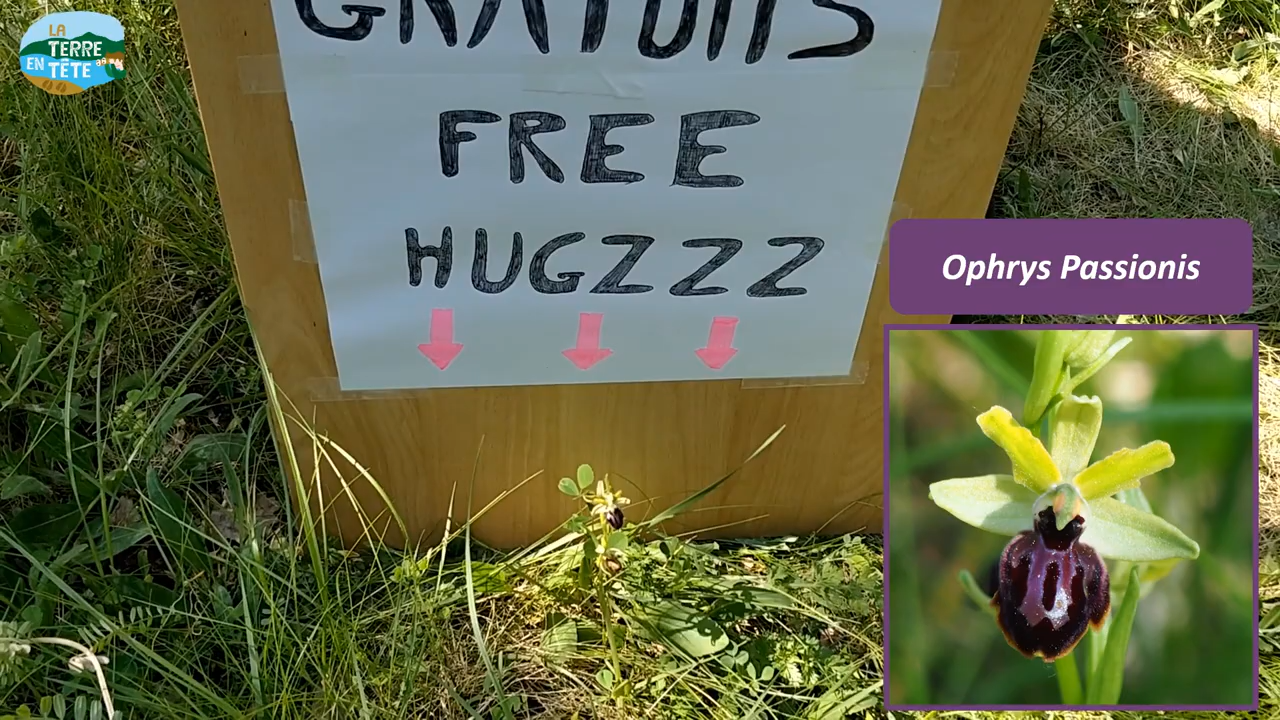 LA
TERRE
EN TÊTE
GRATUITS
FREE
HUGZZZ
Ophrys Passionis